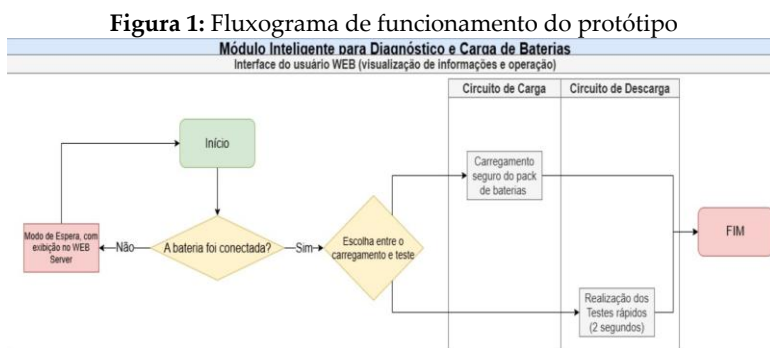 Figura 1: Fluxograma de funcionamento do protótipo
Módulo Inteligente para Diagnóstico e Carga de Baterias
Interface do usuário WEB (visualização de informações e operação)
Circuito de Carga
Circuito de Descarga
Início
Carregamento
seguro do pack
de baterias
Modo de Espera, com
exibição no WEB
Server
Não
A bateria foi conectada?
Sim
Escolha entre o
carregamento e teste
FIM
Realização dos
Testes rápidos
(2 segundos)